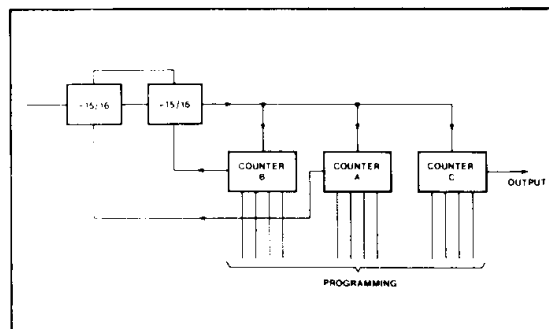 ÷15/16
÷15/16
COUNTER
B
COUNTER
A
COUNTER
C
OUTPUT
PROGRAMMING